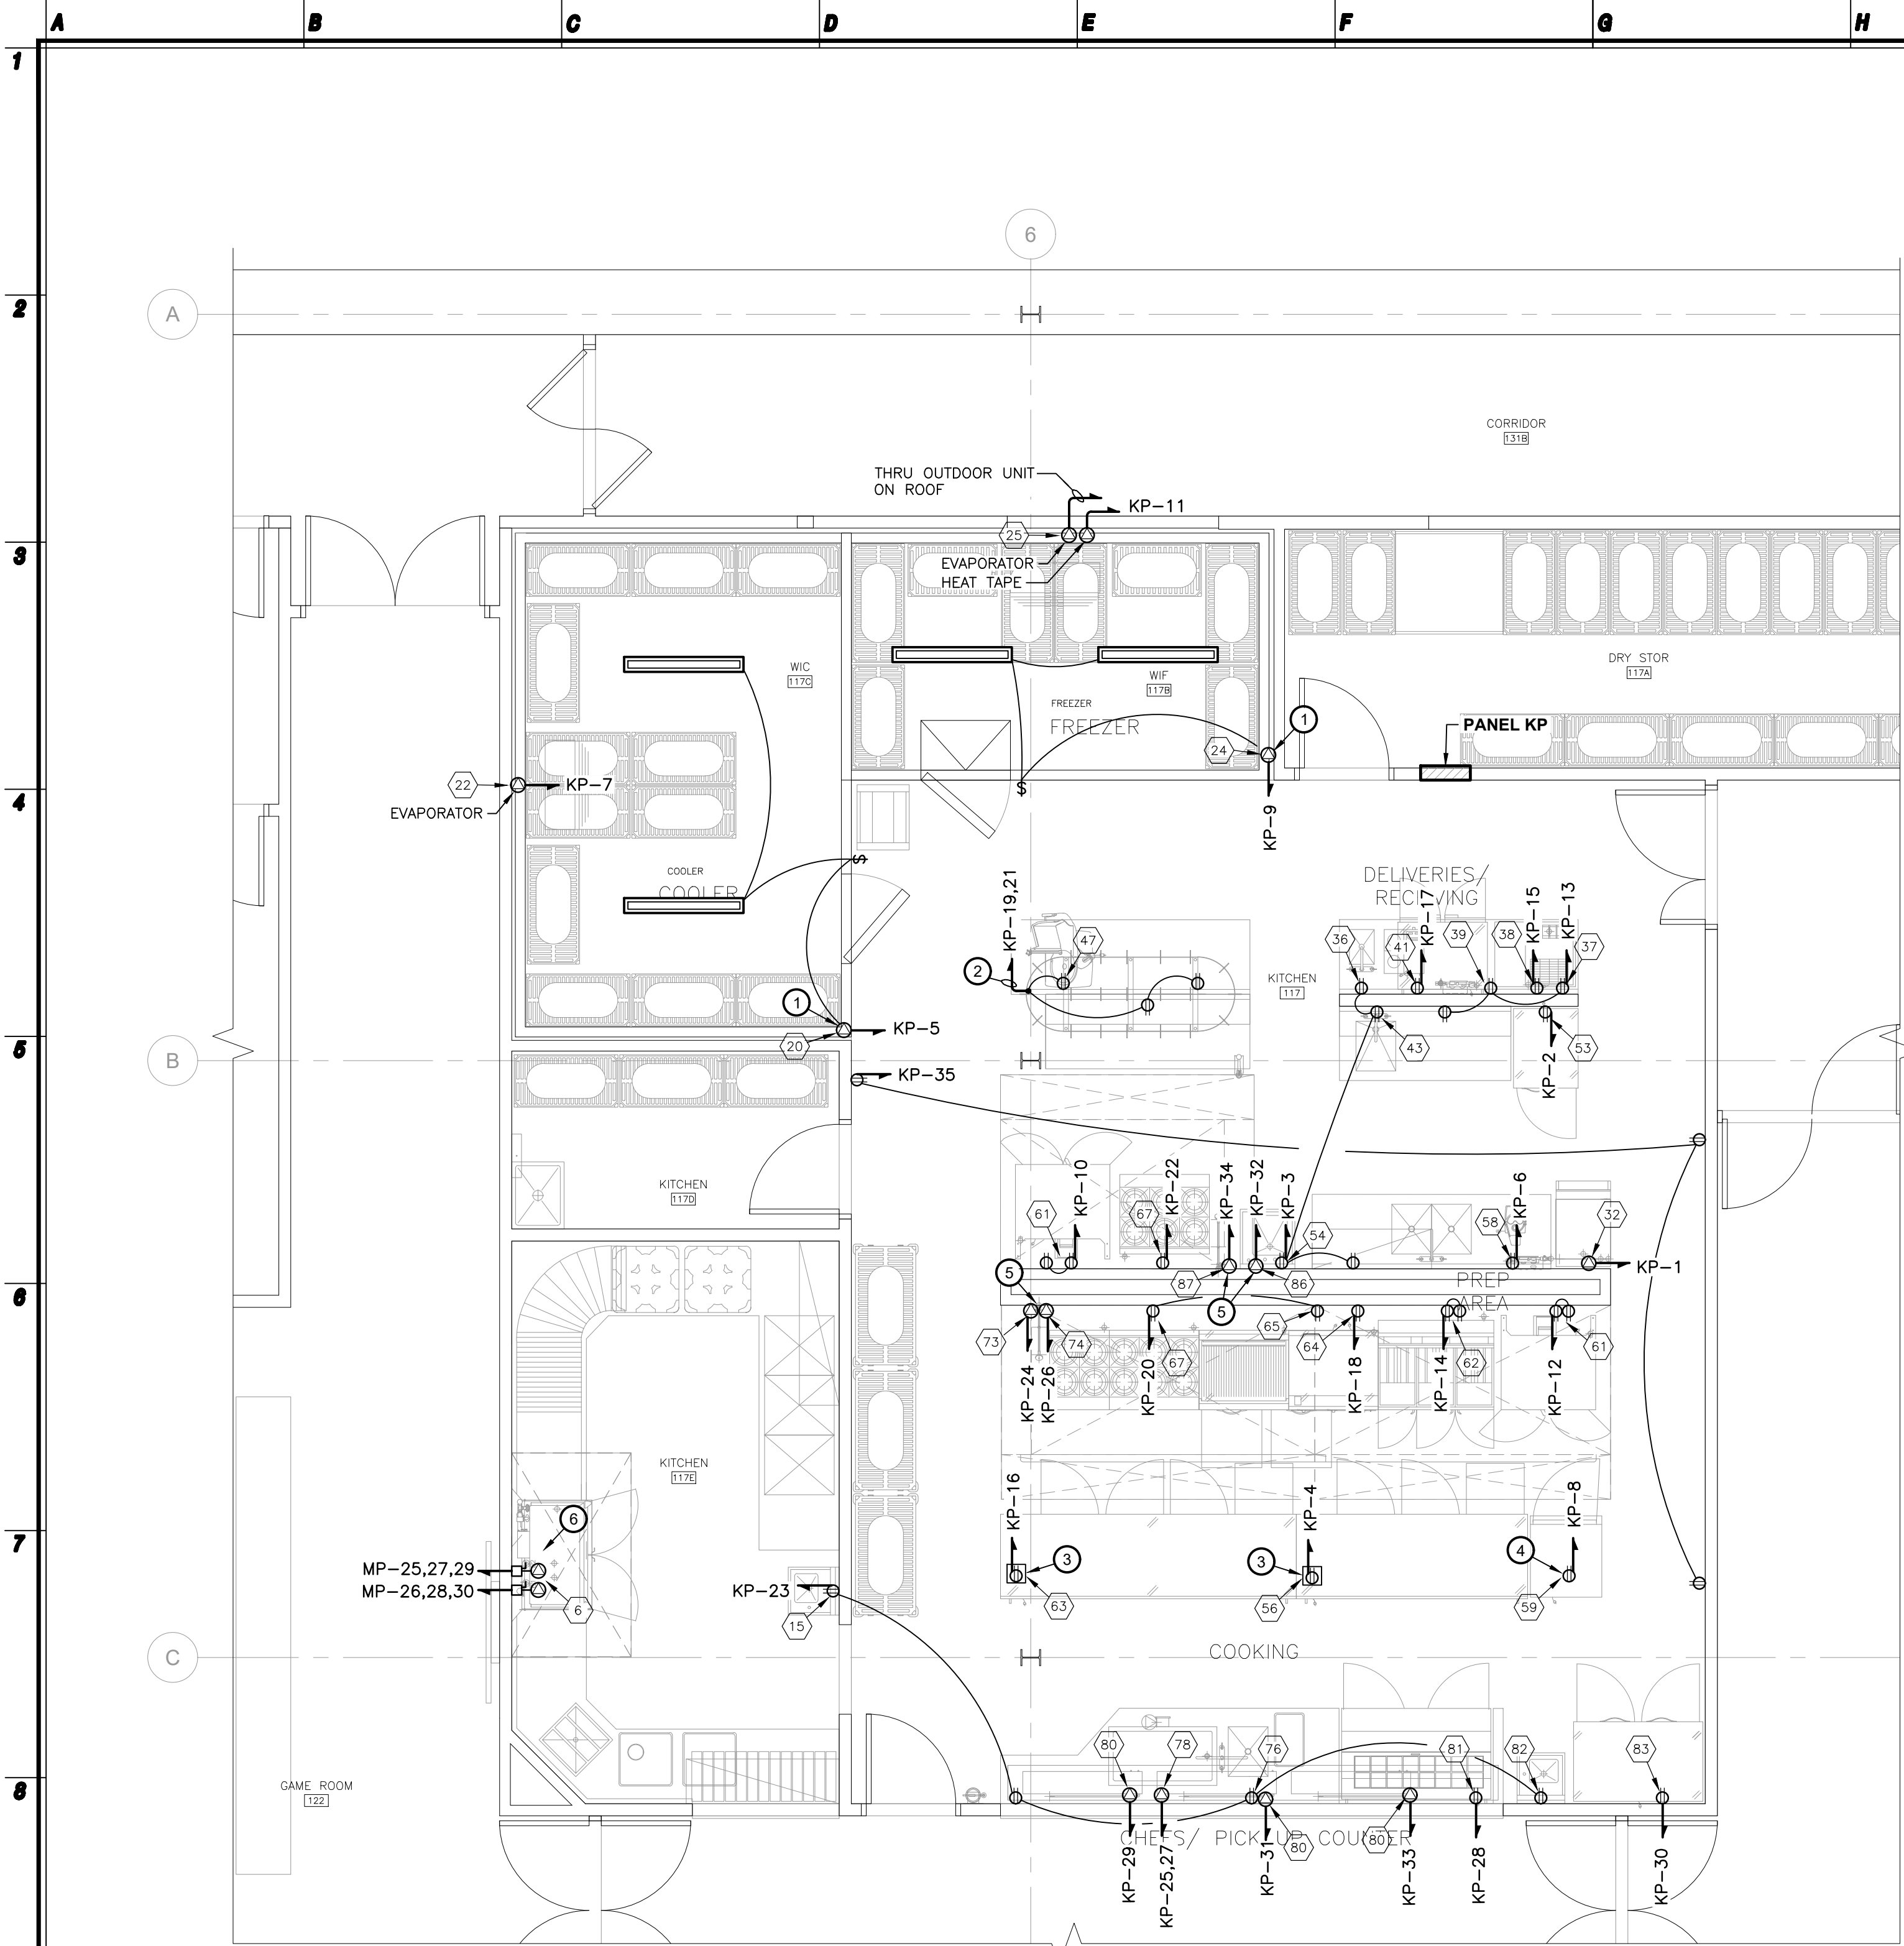 A B C D E F G H
1
6
2
A
CORRIDOR
131B
THRU OUTDOOR UNIT
ON ROOF
KP-11
25
3
EVAPORATOR
HEAT TAPE
WIC
117C
WIF
117B
DRY STOR
117A
FREEZER
FREEZER
1
PANEL KP
24
22
KP-7
4
EVAPORATOR
$
KP-9
$
COOLER
COOLER
DELIVERIES/
RECIVING
KP-19,21
KP-17
KP-15
KP-13
47
36
41
39
38
37
2
KITCHEN
117
1
KP-5
20
5
43
53
B
KP-2
KP-35
KITCHEN
117D
KP-10
KP-22
KP-34
KP-32
KP-3
KP-6
61
67
54
58
32
5
87
86
KP-1
6
PREP
AREA
5
73
74
67
65
64
62
61
KP-24
KP-26
KP-20
KP-18
KP-14
KP-12
KITCHEN
117E
KP-16
KP-4
KP-8
7
6
3
3
4
MP-25,27,29
MP-26,28,30
6
KP-23
15
63
56
59
C
COOKING
80
78
76
81
82
83
8
GAME ROOM
122
CHEFS/ PICK UP COUNTER
80
80
KP-29
KP-25,27
KP-31
KP-33
KP-28
KP-30